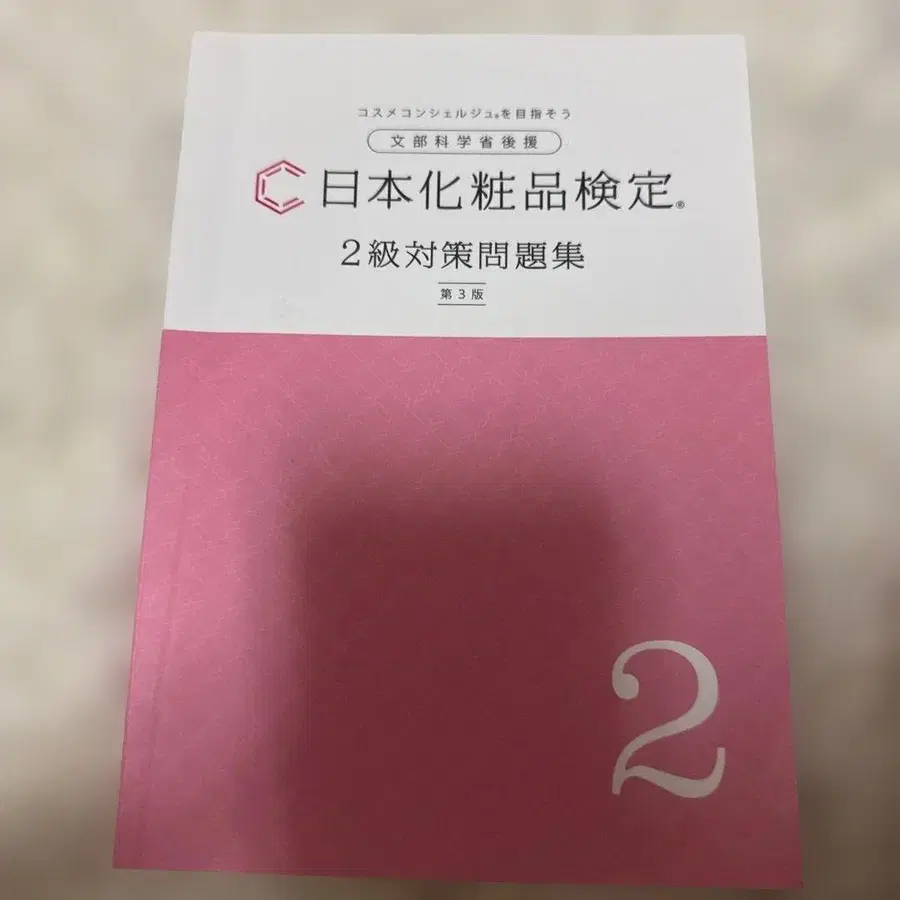 コスメコンシェルジュ®を目指そう
文部科学省後援
日本化粧品検定®
2級対策問題集
第3版
2